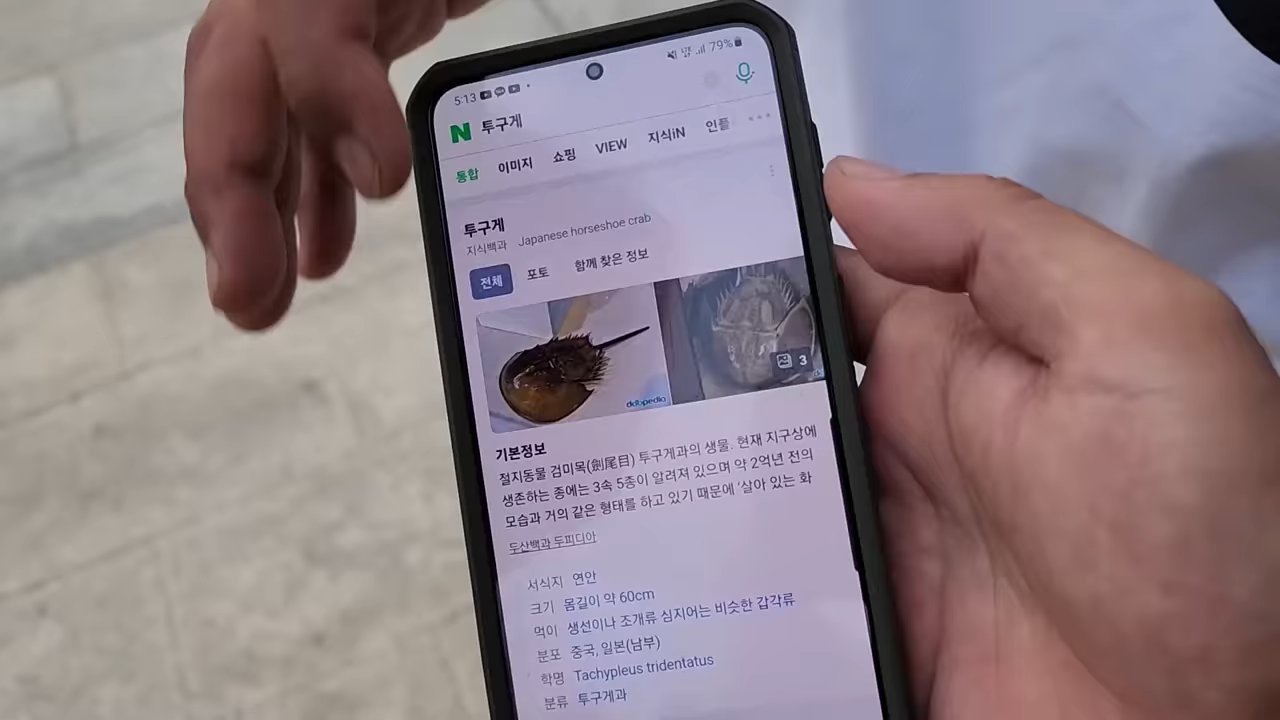 5:13
79%
N 투구게
통합 이미지 쇼핑 VIEW 지식iN 인플
투구게
지식백과 Japanese horseshoe crab
전체 포토 함께 찾은 정보
doopedia
3
기본정보
절지동물 검미목(劍尾目) 투구게과의 생물. 현재 지구상에
생존하는 종에는 3속 5종이 알려져 있으며 약 2억년 전의
모습과 거의 같은 형태를 하고 있기 때문에 '살아 있는 화
두산백과 두피디아
서식지 연안
크기 몸길이 약 60cm
먹이 생선이나 조개류 심지어는 비슷한 갑각류
분포 중국, 일본(남부)
학명 Tachypleus tridentatus
분류 투구게과